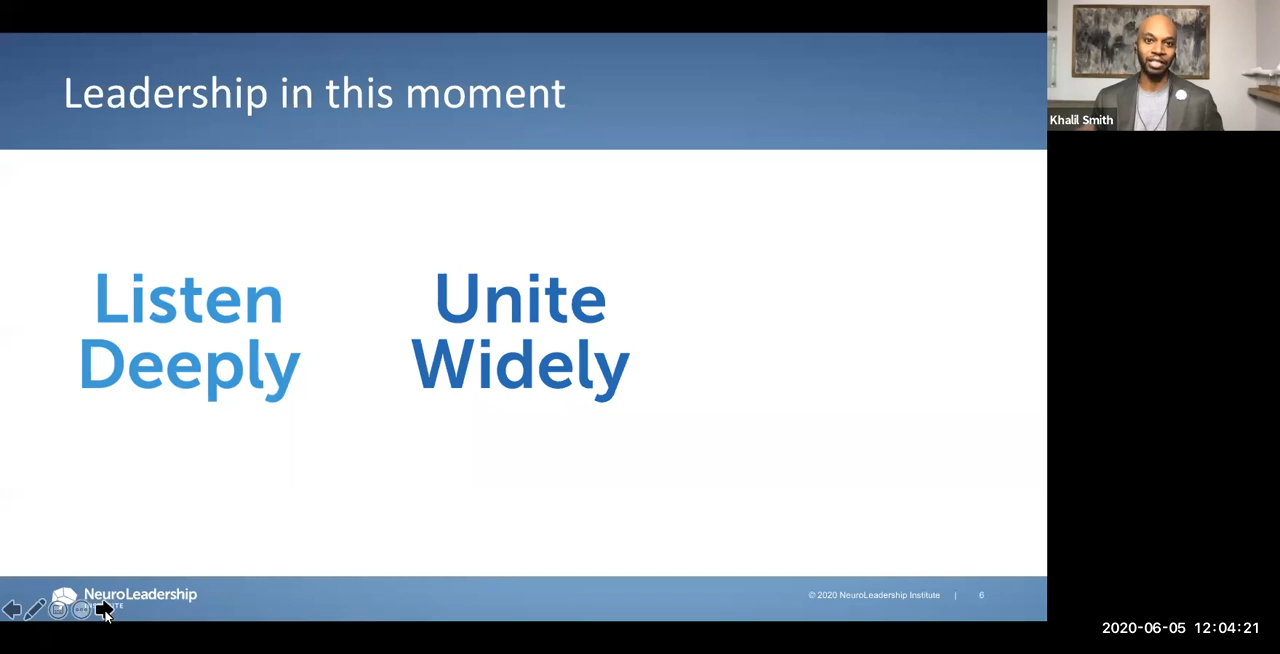 Leadership in this moment
Khalil Smith
Listen
Deeply
Unite
Widely
NeuroLeadership
© 2020 NeuroLeadership Institute | 6
2020-06-05 12:04:21